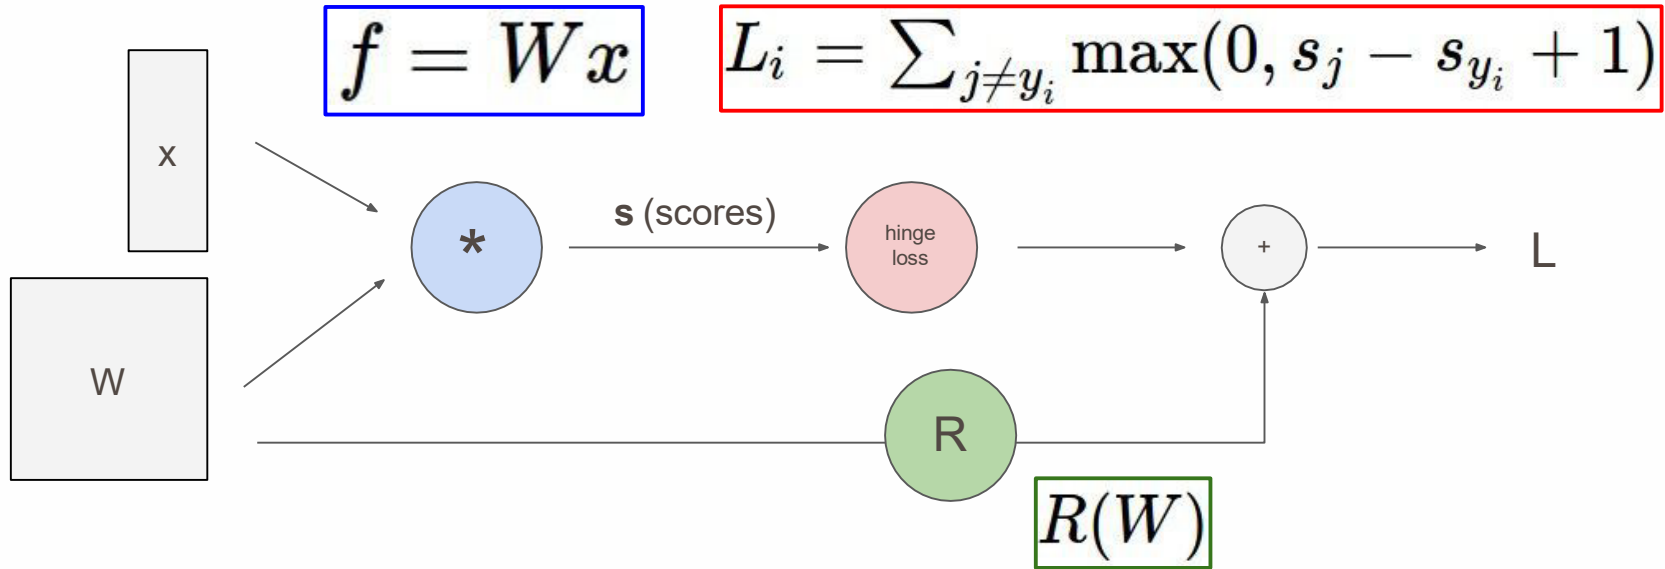 f = Wx
L_i = ∑_{j≠y_i} max(0, s_j − s_{y_i} + 1)
x
*
s (scores)
hinge
loss
+
L
W
R
R(W)